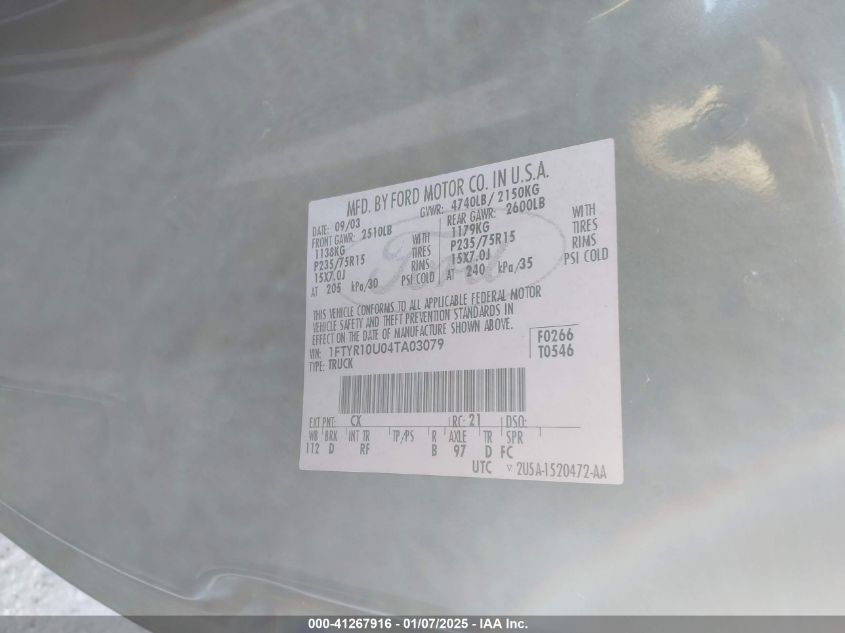 MFD. BY FORD MOTOR CO. IN U.S.A.
DATE: 09/03 GVWR: 4740LB/ 2150KG
FRONT GAWR: 2510LB REAR GAWR: 2600LB
1138KG WITH 1179KG WITH
P235/75R15 TIRES P235/75R15 TIRES
15X7.0J RIMS 15X7.0J RIMS
AT 205 kPa/30 PSI COLD AT 240 kPa/35 PSI COLD
Ford
THIS VEHICLE CONFORMS TO ALL APPLICABLE FEDERAL MOTOR
VEHICLE SAFETY AND THEFT PREVENTION STANDARDS IN
EFFECT ON THE DATE OF MANUFACTURE SHOWN ABOVE.
VIN: 1FTYR10U04TA03079 F0266
TYPE: TRUCK T0546
EXT PNT: CX RC: 21 DSO:
WB BRK INT TR TP/PS R AXLE TR SPR
112 D RF B 97 D FC
UTC ▽ 2U5A-1520472-AA
000-41267916 - 01/07/2025 - IAA Inc.